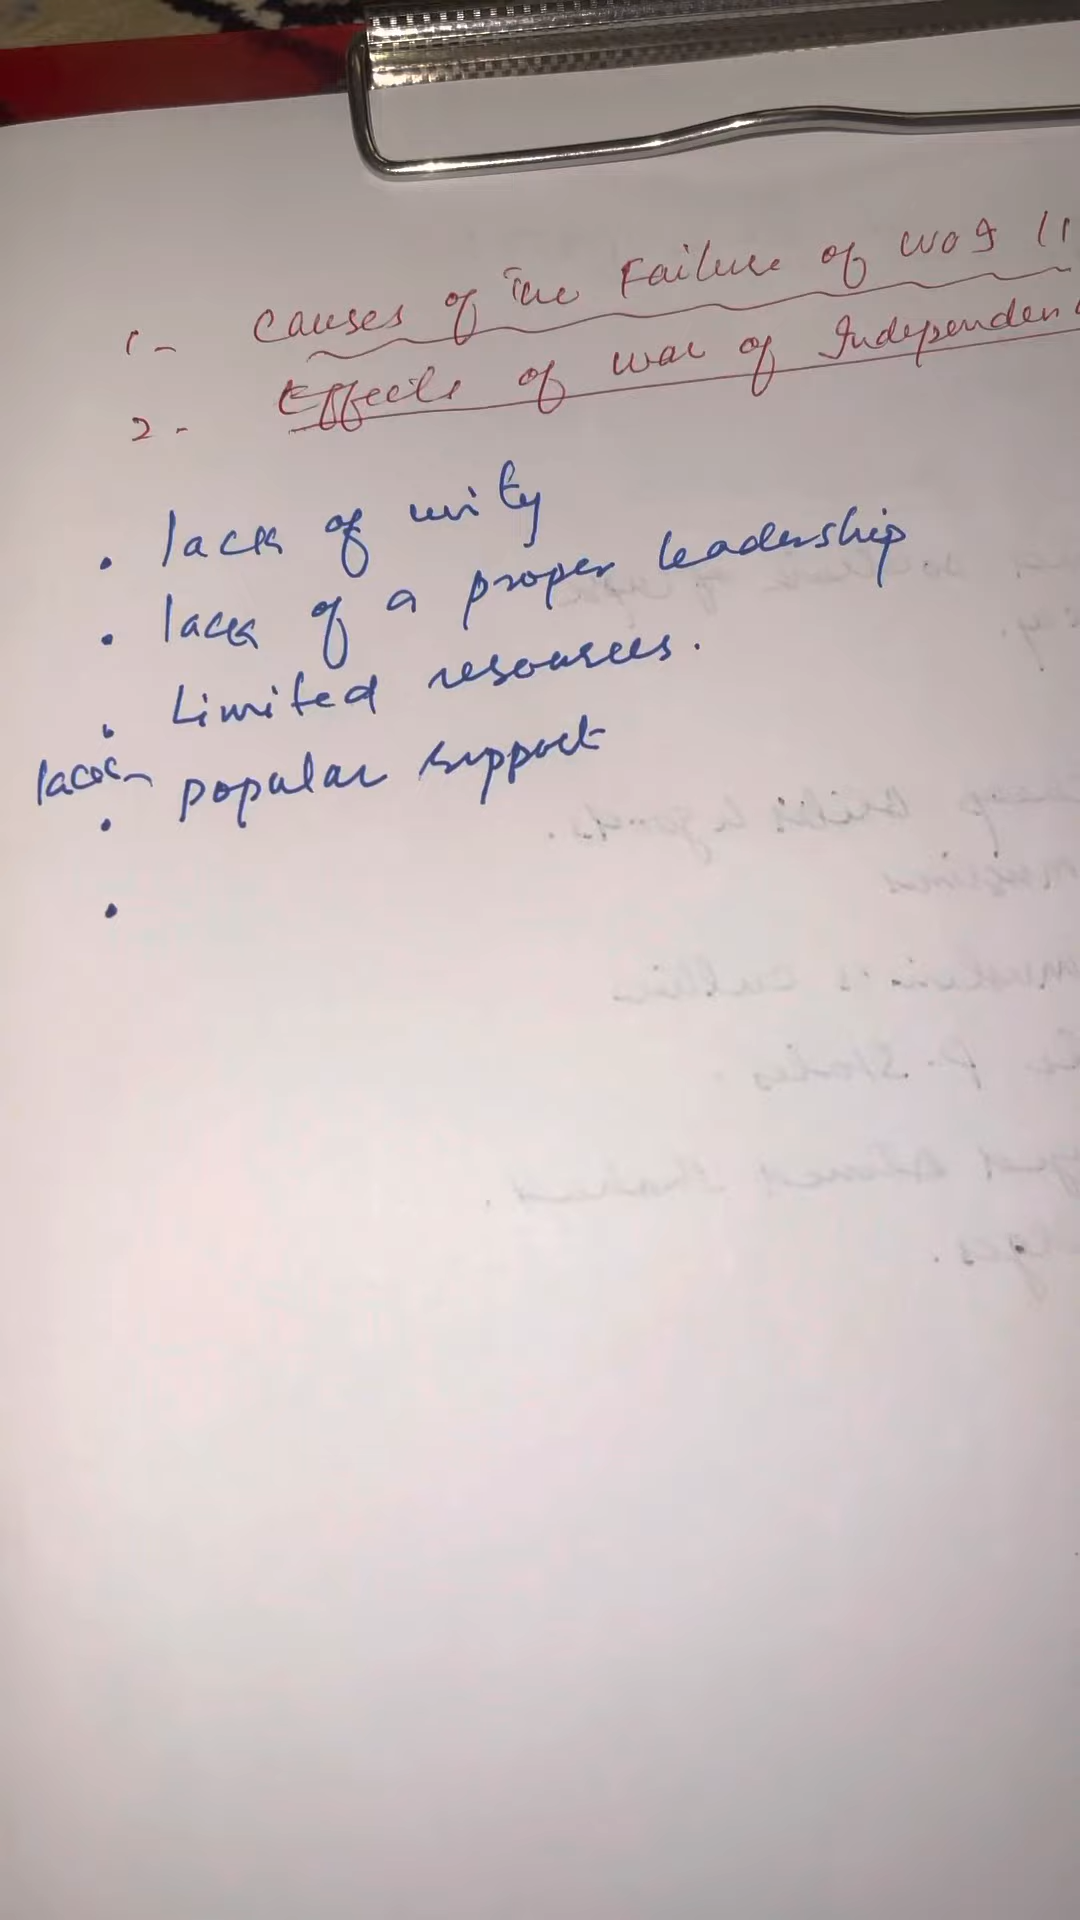 1- Causes of The Failure of WOI (1
2- Effects of War of Independenc
• lack of unity
• lack of a proper leadership
• Limited resources.
lack • popular support
•